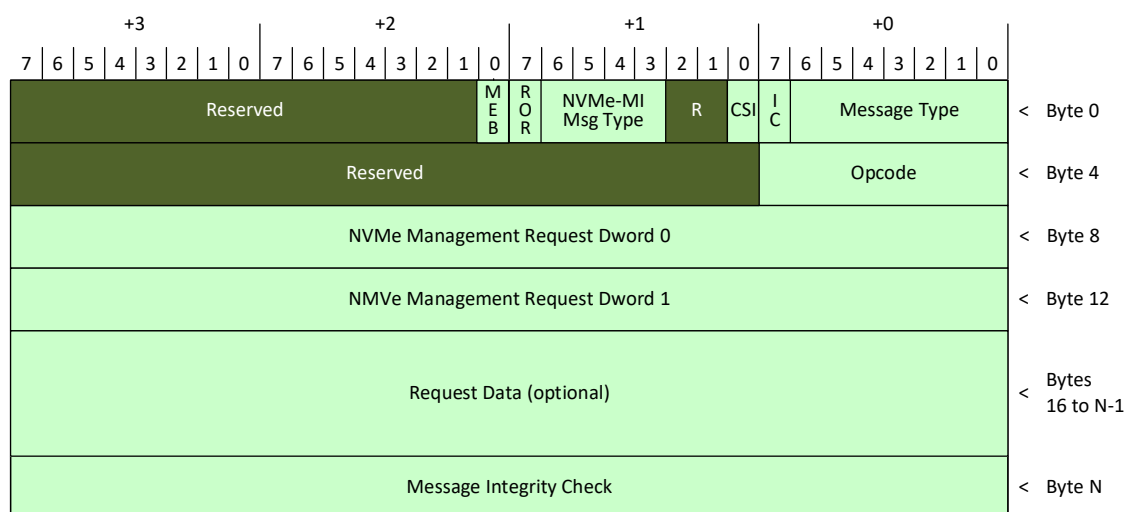 +3 +2 +1 +0
7 6 5 4 3 2 1 0 7 6 5 4 3 2 1 0 7 6 5 4 3 2 1 0 7 6 5 4 3 2 1 0
Reserved MEB ROR NVMe-MI Msg Type R CSI IC Message Type < Byte 0
Reserved Opcode < Byte 4
NVMe Management Request Dword 0 < Byte 8
NMVe Management Request Dword 1 < Byte 12
Request Data (optional) < Bytes 16 to N-1
Message Integrity Check < Byte N